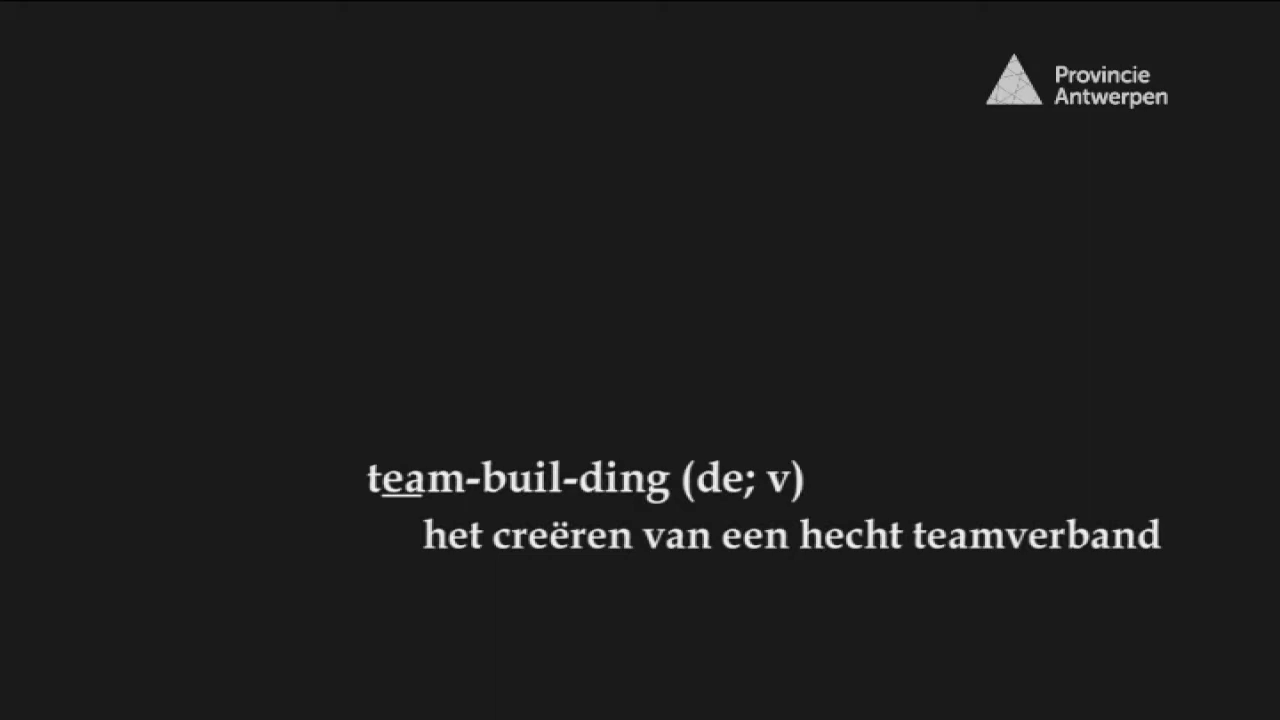 Provincie
Antwerpen
team-buil-ding (de; v)
het creëren van een hecht teamverband